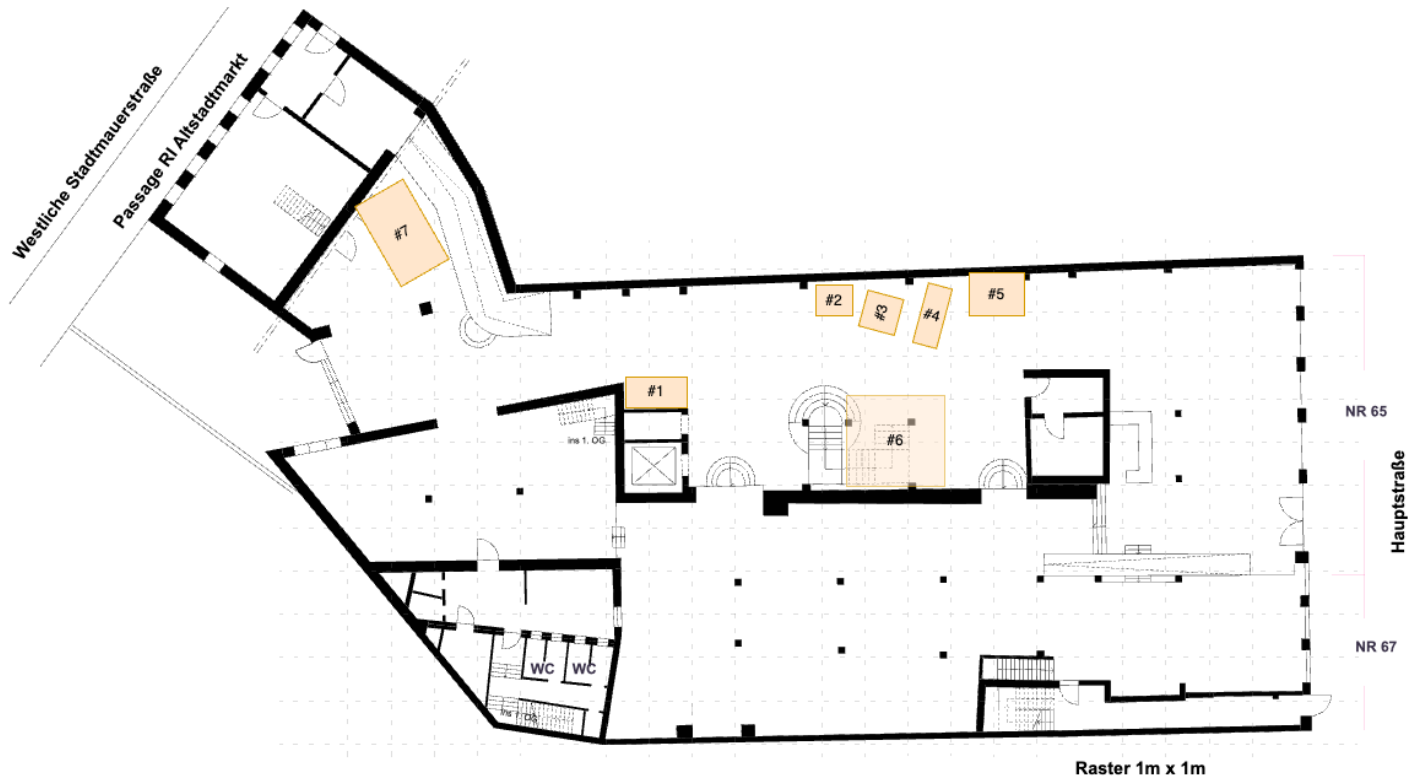 Westliche Stadtmauerstraße
Passage RI Altstadtmarkt
#7
#2
#3
#4
#5
#1
#6
ins 1. OG
NR 65
Hauptstraße
NR 67
WC
WC
ins 1. OG
Raster 1m x 1m